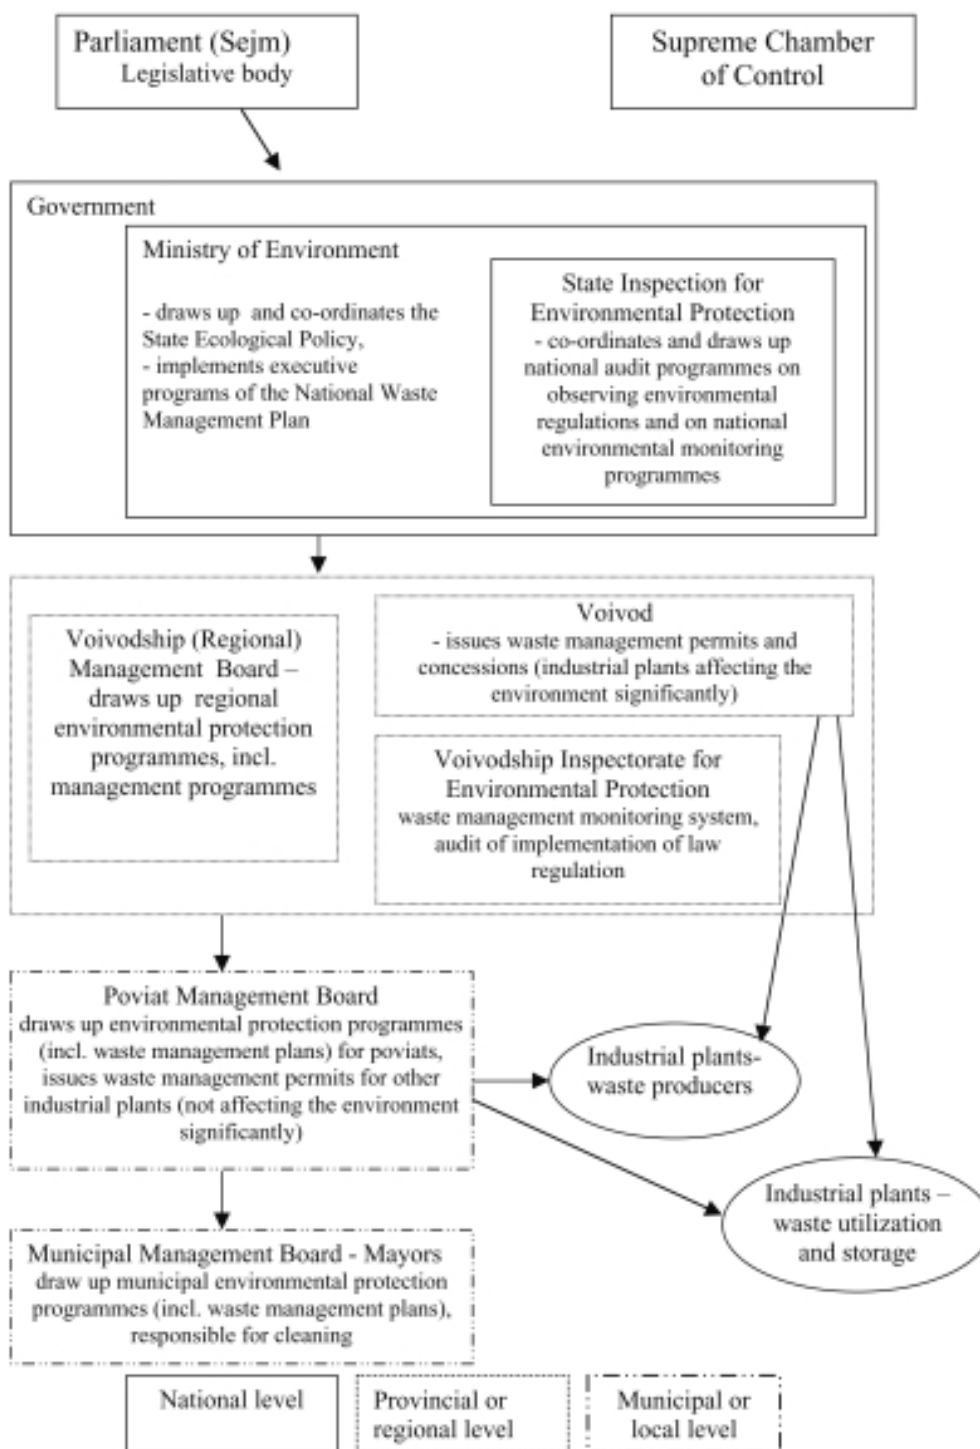 Parliament (Sejm)
Legislative body
Supreme Chamber
of Control
Government
Ministry of Environment
- draws up and co-ordinates the
State Ecological Policy,
- implements executive
programs of the National Waste
Management Plan
State Inspection for
Environmental Protection
- co-ordinates and draws up
national audit programmes on
observing environmental
regulations and on national
environmental monitoring
programmes
Voivodship (Regional)
Management Board –
draws up regional
environmental protection
programmes, incl.
management programmes
Voivod
- issues waste management permits and
concessions (industrial plants affecting the
environment significantly)
Voivodship Inspectorate for
Environmental Protection
waste management monitoring system,
audit of implementation of law
regulation
Poviat Management Board
draws up environmental protection programmes
(incl. waste management plans) for poviats,
issues waste management permits for other
industrial plants (not affecting the environment
significantly)
Industrial plants-
waste producers
Industrial plants –
waste utilization
and storage
Municipal Management Board - Mayors
draw up municipal environmental protection
programmes (incl. waste management plans),
responsible for cleaning
National level
Provincial or
regional level
Municipal or
local level